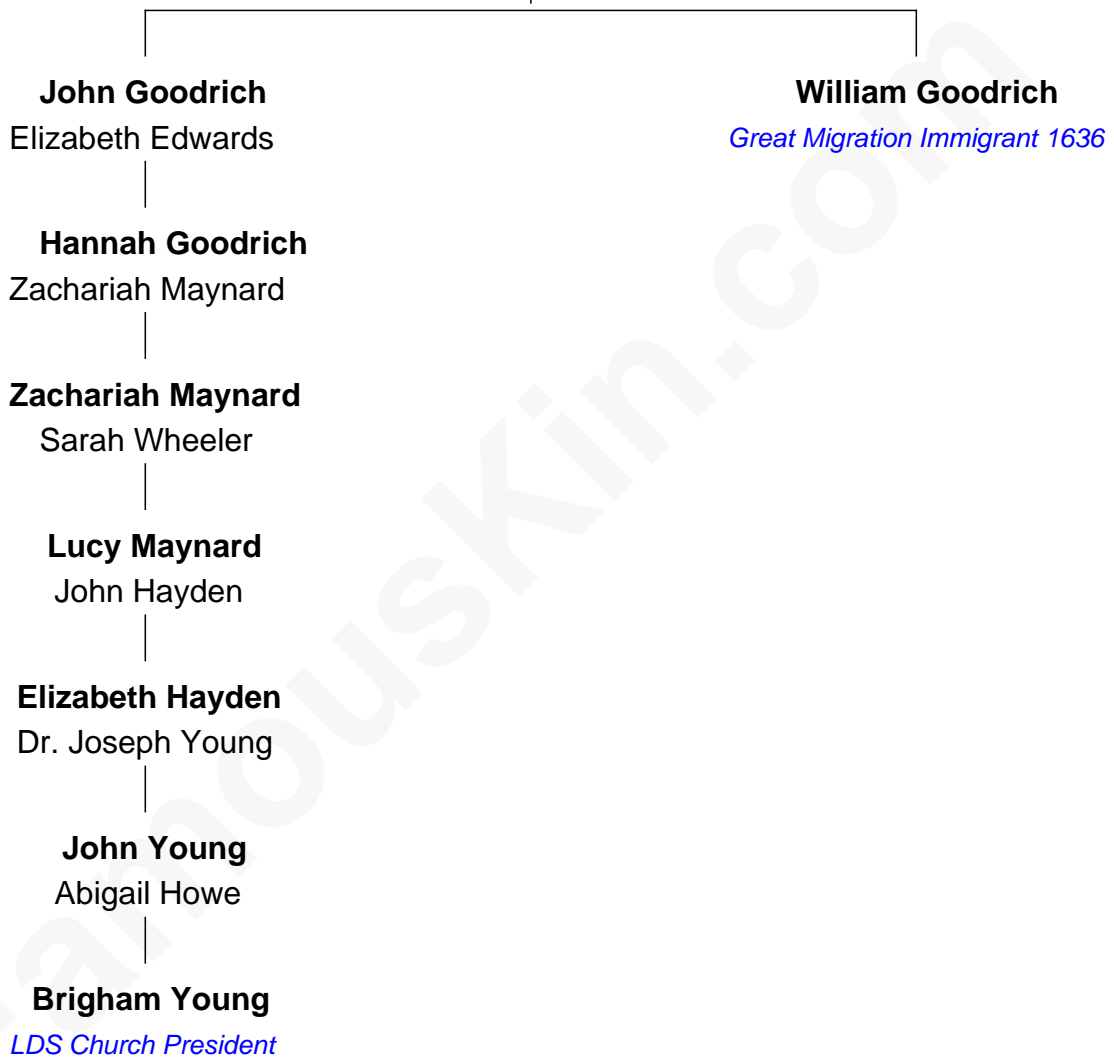 John Goodrich
Elizabeth Edwards
William Goodrich
Great Migration Immigrant 1636
Hannah Goodrich
Zachariah Maynard
Zachariah Maynard
Sarah Wheeler
Lucy Maynard
John Hayden
Elizabeth Hayden
Dr. Joseph Young
John Young
Abigail Howe
Brigham Young
LDS Church President
FamousKin.com